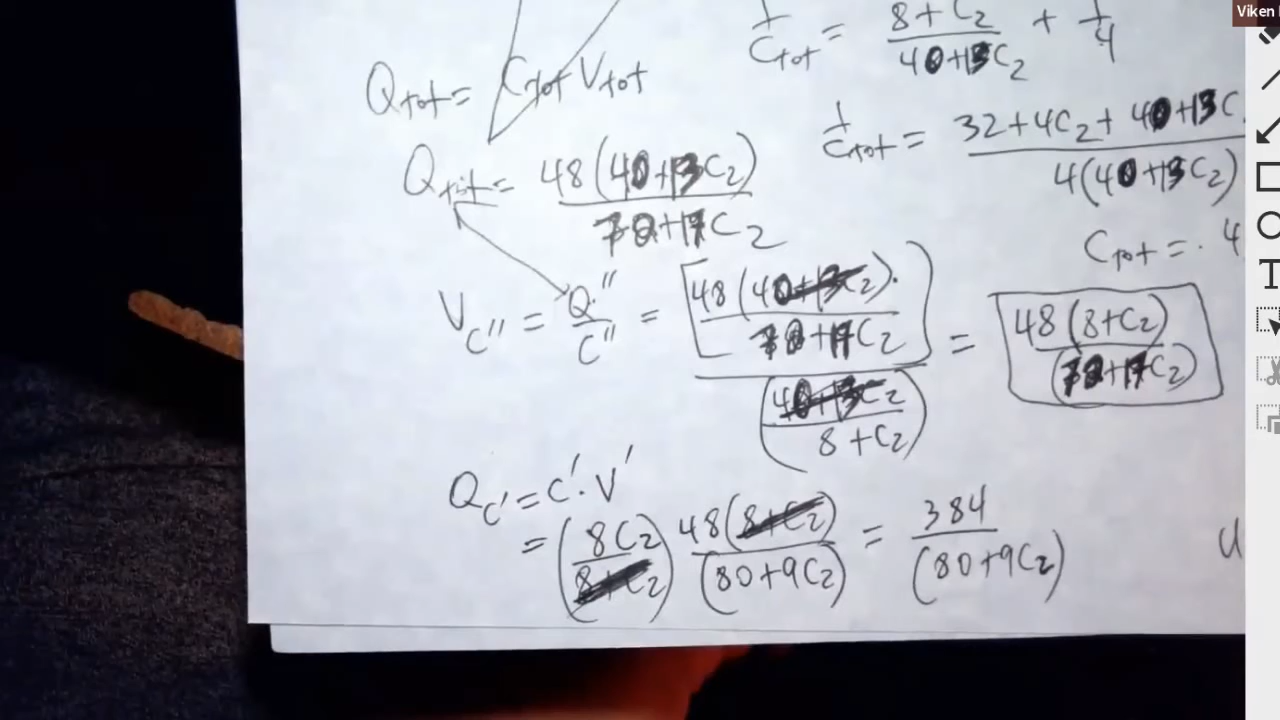 Viken
1/Ctot = (8+C2)/(40+13C2) + 1/4
Qtot = Ctot Vtot
1/Ctot = (32+4C2+40+13C)/(4(40+13C2))
Qtot = 48(40+13C2)/(72+17C2)
Ctot = 4
VC'' = Q''/C'' = [48(40+13C2)/(72+17C2)]/((40+13C2)/(8+C2)) = 48(8+C2)/(72+17C2)
QC' = C'·V'
= (8C2/(8+C2)) 48(8+C2)/(80+9C2) = 384/(80+9C2)